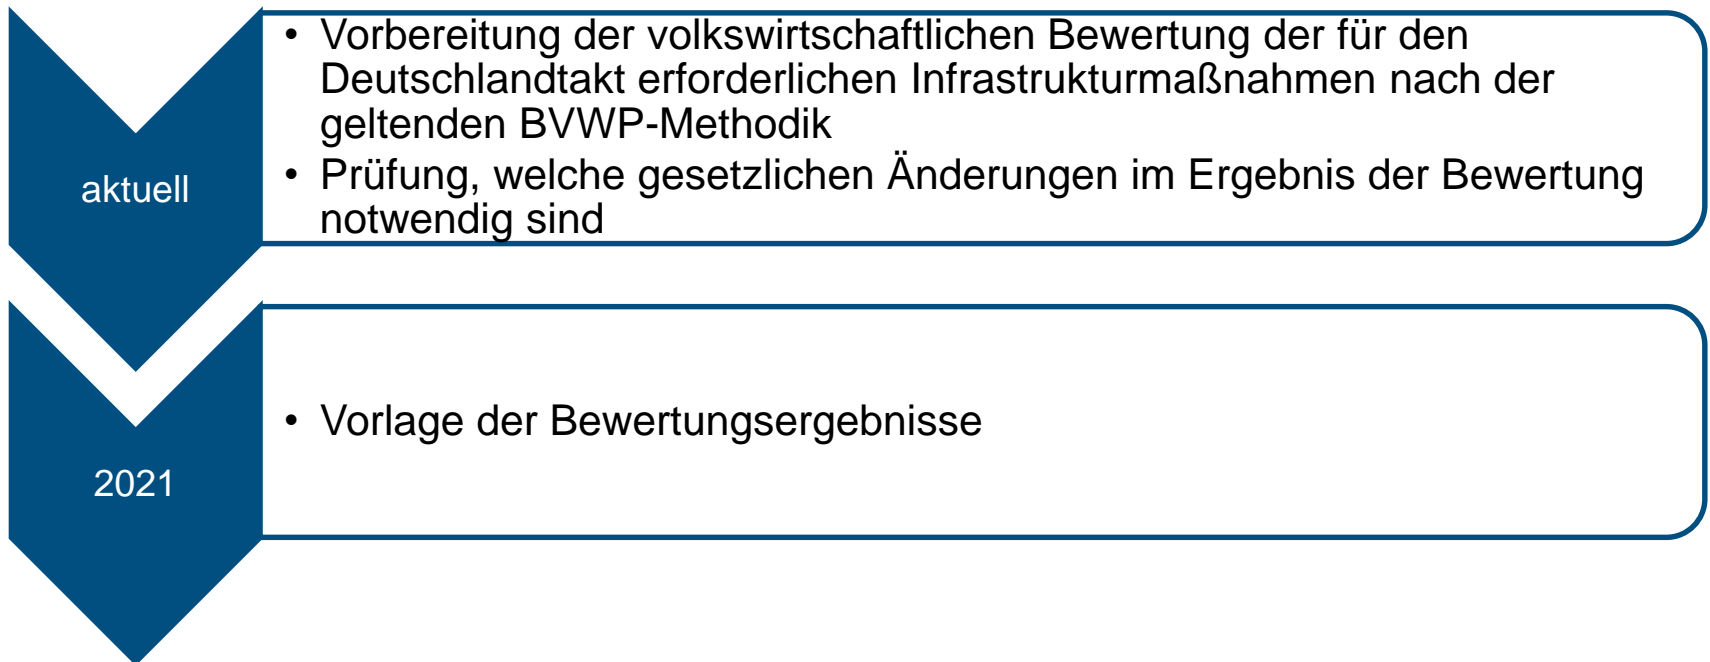 aktuell
• Vorbereitung der volkswirtschaftlichen Bewertung der für den
Deutschlandtakt erforderlichen Infrastrukturmaßnahmen nach der
geltenden BVWP-Methodik
• Prüfung, welche gesetzlichen Änderungen im Ergebnis der Bewertung
notwendig sind
2021
• Vorlage der Bewertungsergebnisse